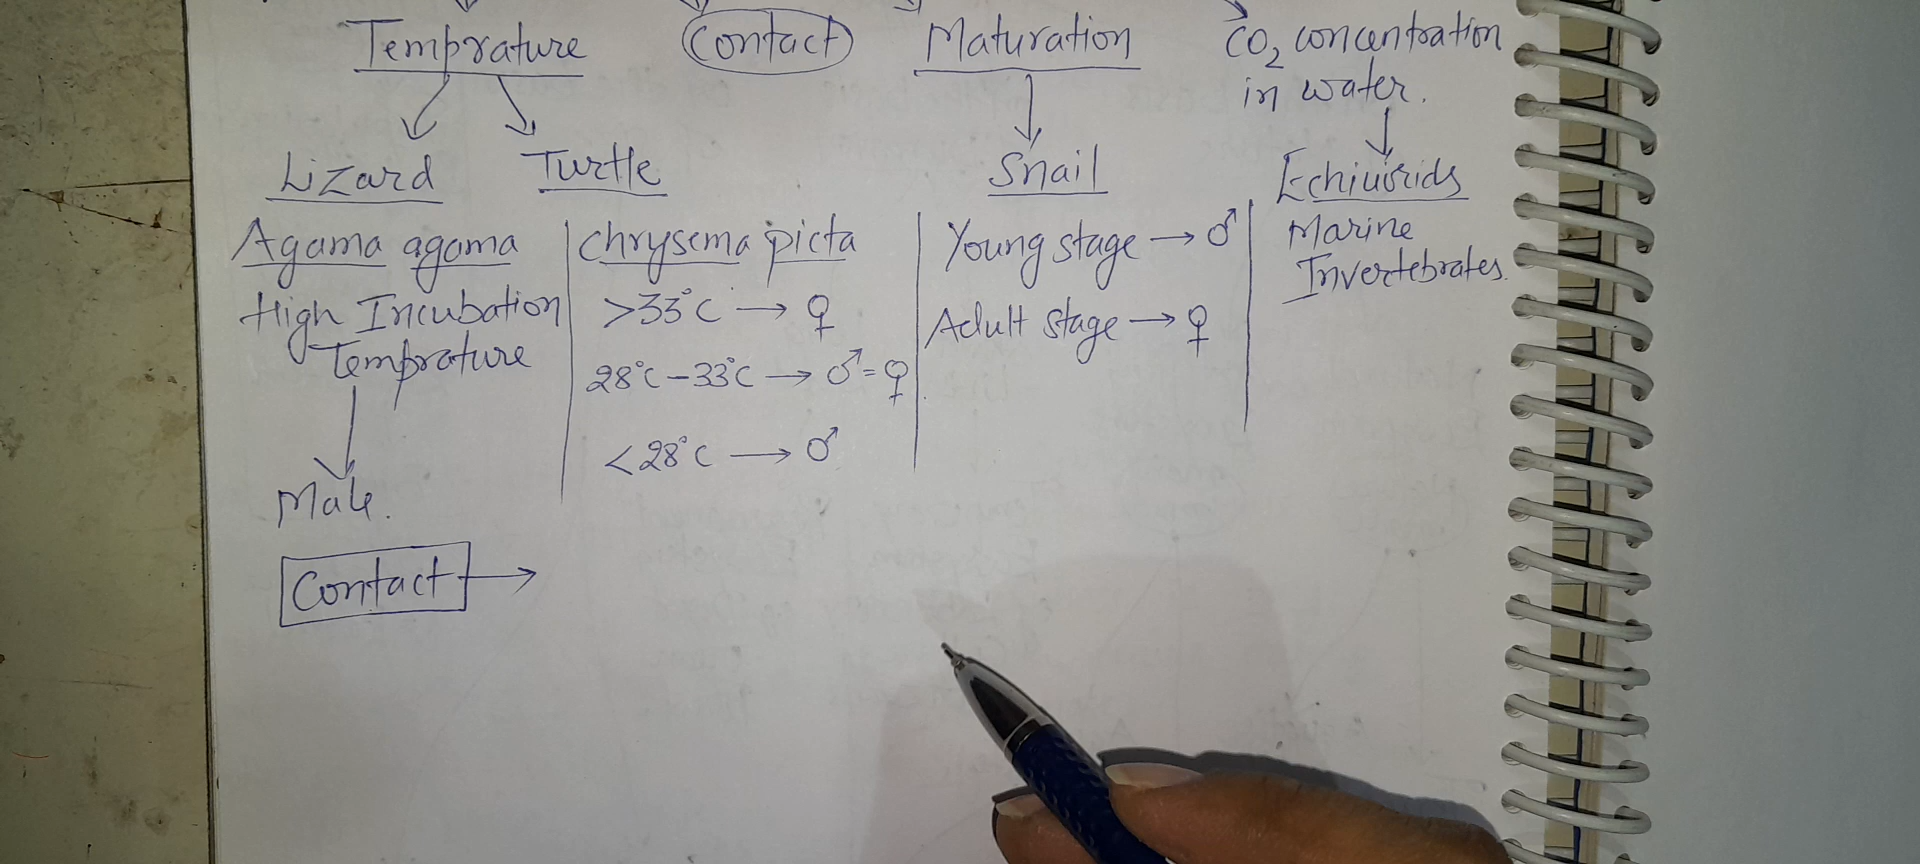 Temprature Contact Maturation CO2 concentration
in water.
Lizard Turtle Snail Echiurids
Agama agama Chrysema picta Young stage → ♂ Marine
Invertebrates.
High Incubation >33°C → ♀ Adult stage → ♀
Temprature 28°C-33°C → ♂=♀
<28°C → ♂
Male.
Contact →